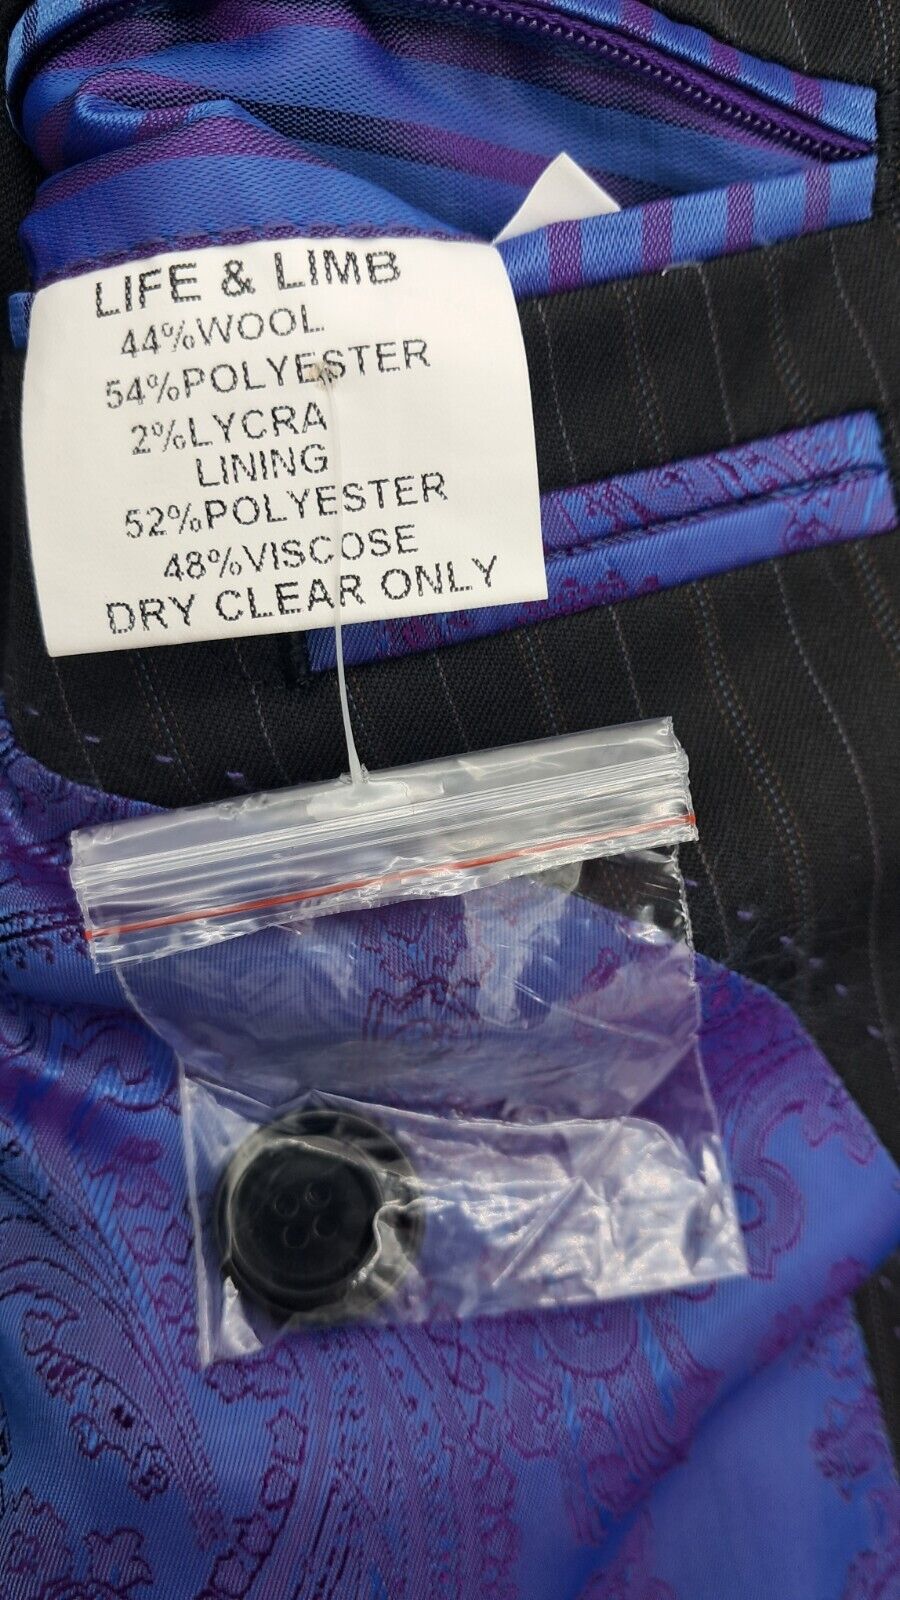 LIFE & LIMB
44%WOOL
54%POLYESTER
2%LYCRA
LINING
52%POLYESTER
48%VISCOSE
DRY CLEAR ONLY